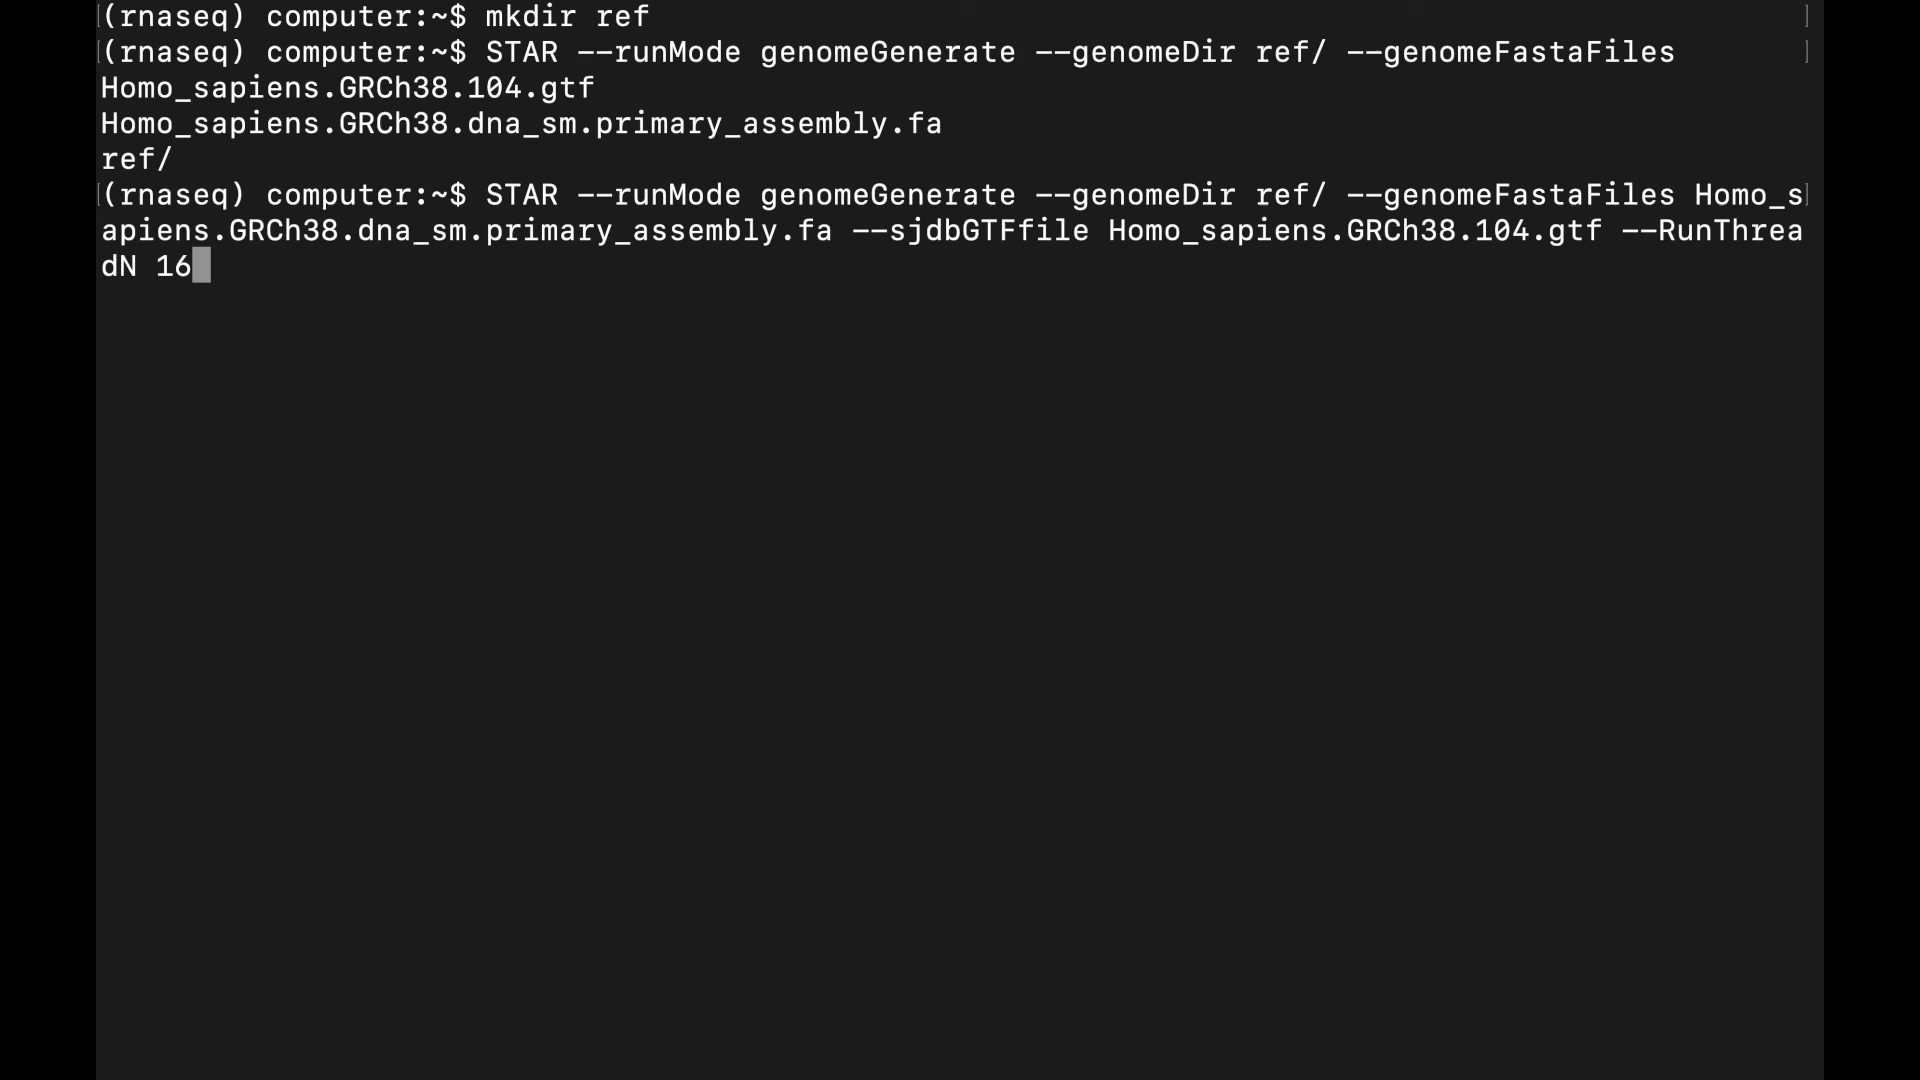 (rnaseq) computer:~$ mkdir ref
(rnaseq) computer:~$ STAR --runMode genomeGenerate --genomeDir ref/ --genomeFastaFiles
Homo_sapiens.GRCh38.104.gtf
Homo_sapiens.GRCh38.dna_sm.primary_assembly.fa
ref/
(rnaseq) computer:~$ STAR --runMode genomeGenerate --genomeDir ref/ --genomeFastaFiles Homo_s
apiens.GRCh38.dna_sm.primary_assembly.fa --sjdbGTFfile Homo_sapiens.GRCh38.104.gtf --RunThrea
dN 16